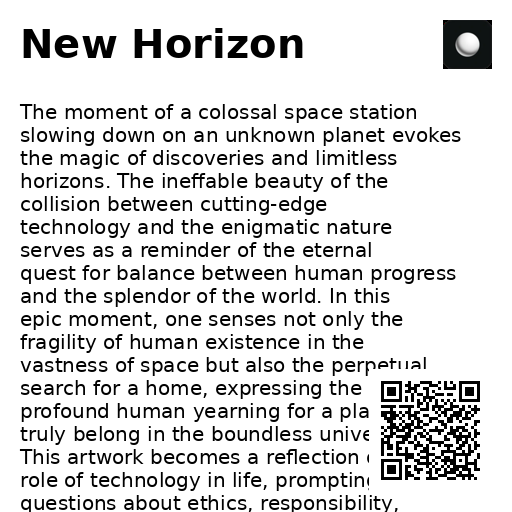 New Horizon
The moment of a colossal space station
slowing down on an unknown planet evokes
the magic of discoveries and limitless
horizons. The ineffable beauty of the
collision between cutting-edge
technology and the enigmatic nature
serves as a reminder of the eternal
quest for balance between human progress
and the splendor of the world. In this
epic moment, one senses not only the
fragility of human existence in the
vastness of space but also the perpetual
search for a home, expressing the
profound human yearning for a
truly belong in the boundless
This artwork becomes a reflection
role of technology in life, prompting
questions about ethics, responsibility,